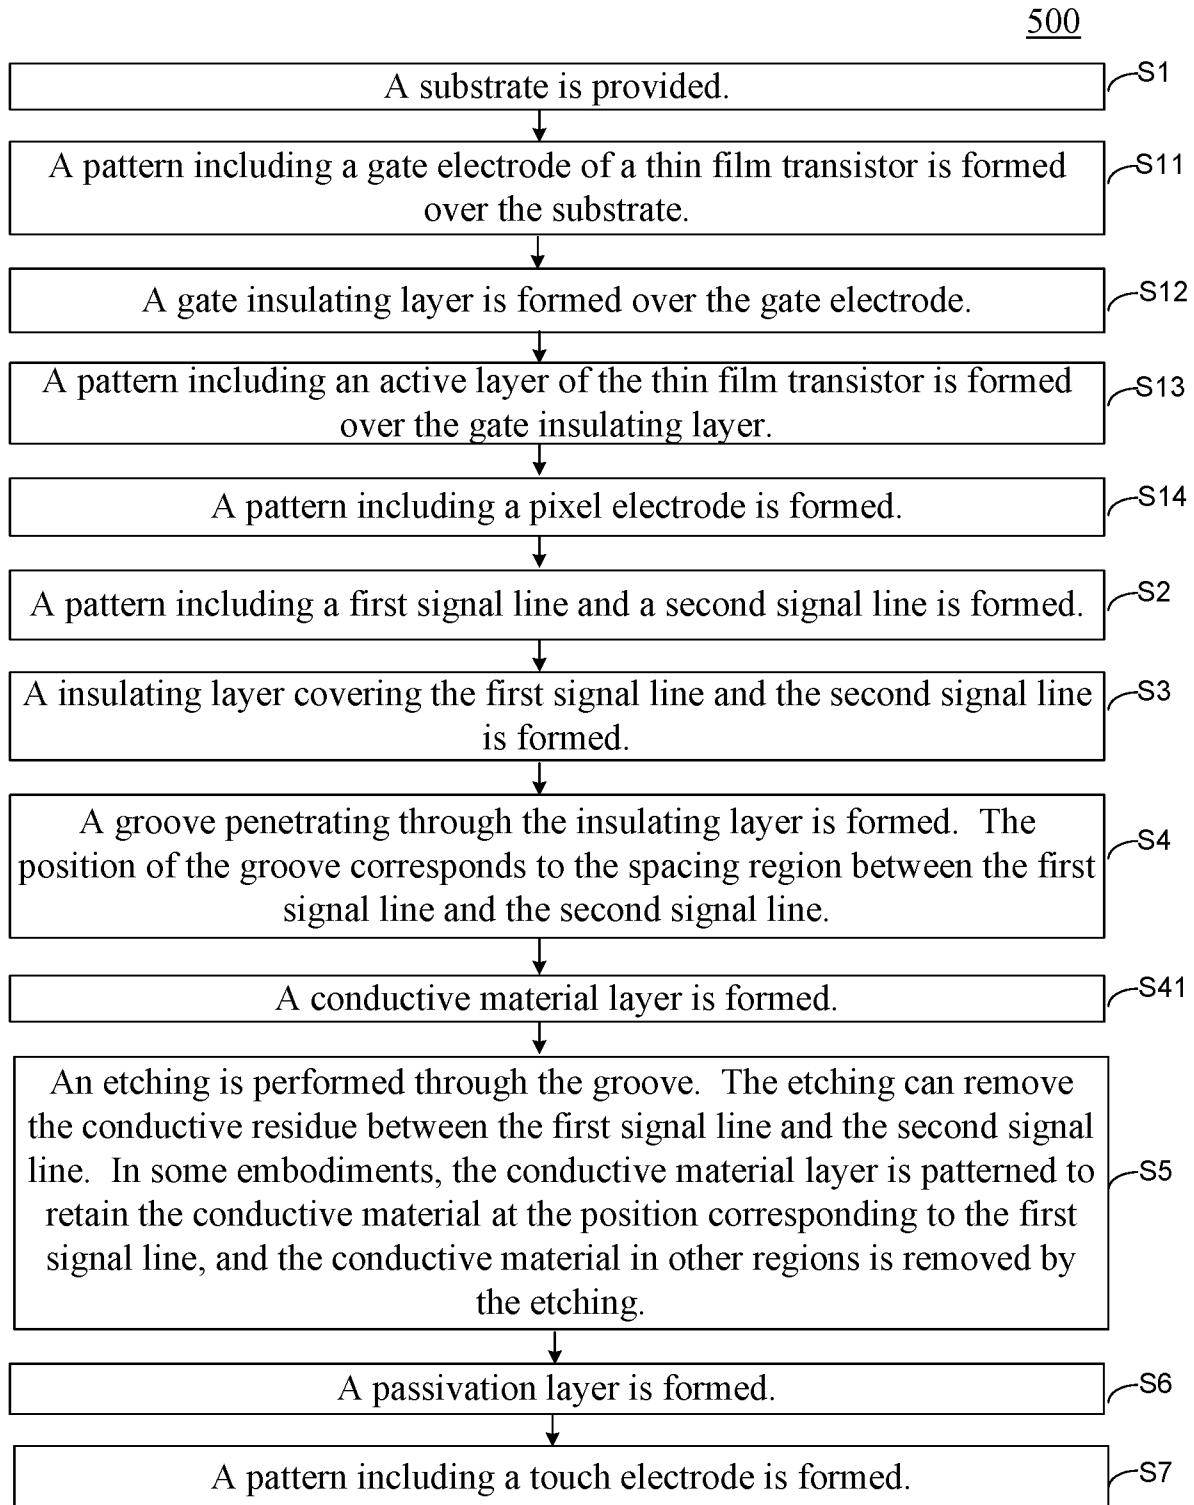 500
A substrate is provided.
S1
A pattern including a gate electrode of a thin film transistor is formed
over the substrate.
S11
A gate insulating layer is formed over the gate electrode.
S12
A pattern including an active layer of the thin film transistor is formed
over the gate insulating layer.
S13
A pattern including a pixel electrode is formed.
S14
A pattern including a first signal line and a second signal line is formed.
S2
A insulating layer covering the first signal line and the second signal line
is formed.
S3
A groove penetrating through the insulating layer is formed. The
position of the groove corresponds to the spacing region between the first
signal line and the second signal line.
S4
A conductive material layer is formed.
S41
An etching is performed through the groove. The etching can remove
the conductive residue between the first signal line and the second signal
line. In some embodiments, the conductive material layer is patterned to
retain the conductive material at the position corresponding to the first
signal line, and the conductive material in other regions is removed by
the etching.
S5
A passivation layer is formed.
S6
A pattern including a touch electrode is formed.
S7